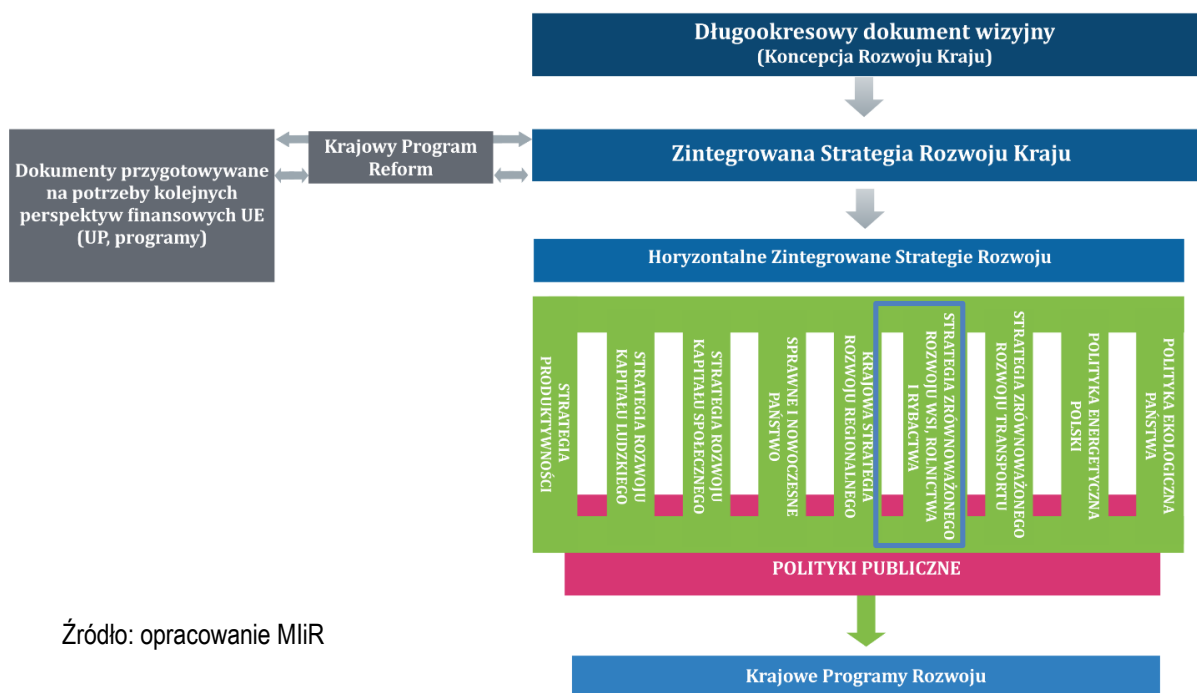 Długookresowy dokument wizyjny
(Koncepcja Rozwoju Kraju)
Krajowy Program
Reform
Zintegrowana Strategia Rozwoju Kraju
Dokumenty przygotowywane
na potrzeby kolejnych
perspektyw finansowych UE
(UP, programy)
Horyzontalne Zintegrowane Strategie Rozwoju
STRATEGIA
PRODUKTYWNOŚCI
STRATEGIA ROZWOJU
KAPITAŁU LUDZKIEGO
STRATEGIA ROZWOJU
KAPITAŁU SPOŁECZNEGO
SPRAWNE I NOWOCZESNE
PAŃSTWO
KRAJOWA STRATEGIA
ROZWOJU REGIONALNEGO
STRATEGIA ZRÓWNOWAŻONEGO
ROZWOJU WSI, ROLNICTWA
I RYBACTWA
STRATEGIA ZRÓWNOWAŻONEGO
ROZWOJU TRANSPORTU
POLITYKA ENERGETYCZNA
POLSKI
POLITYKA EKOLOGICZNA
PAŃSTWA
POLITYKI PUBLICZNE
Źródło: opracowanie MIiR
Krajowe Programy Rozwoju